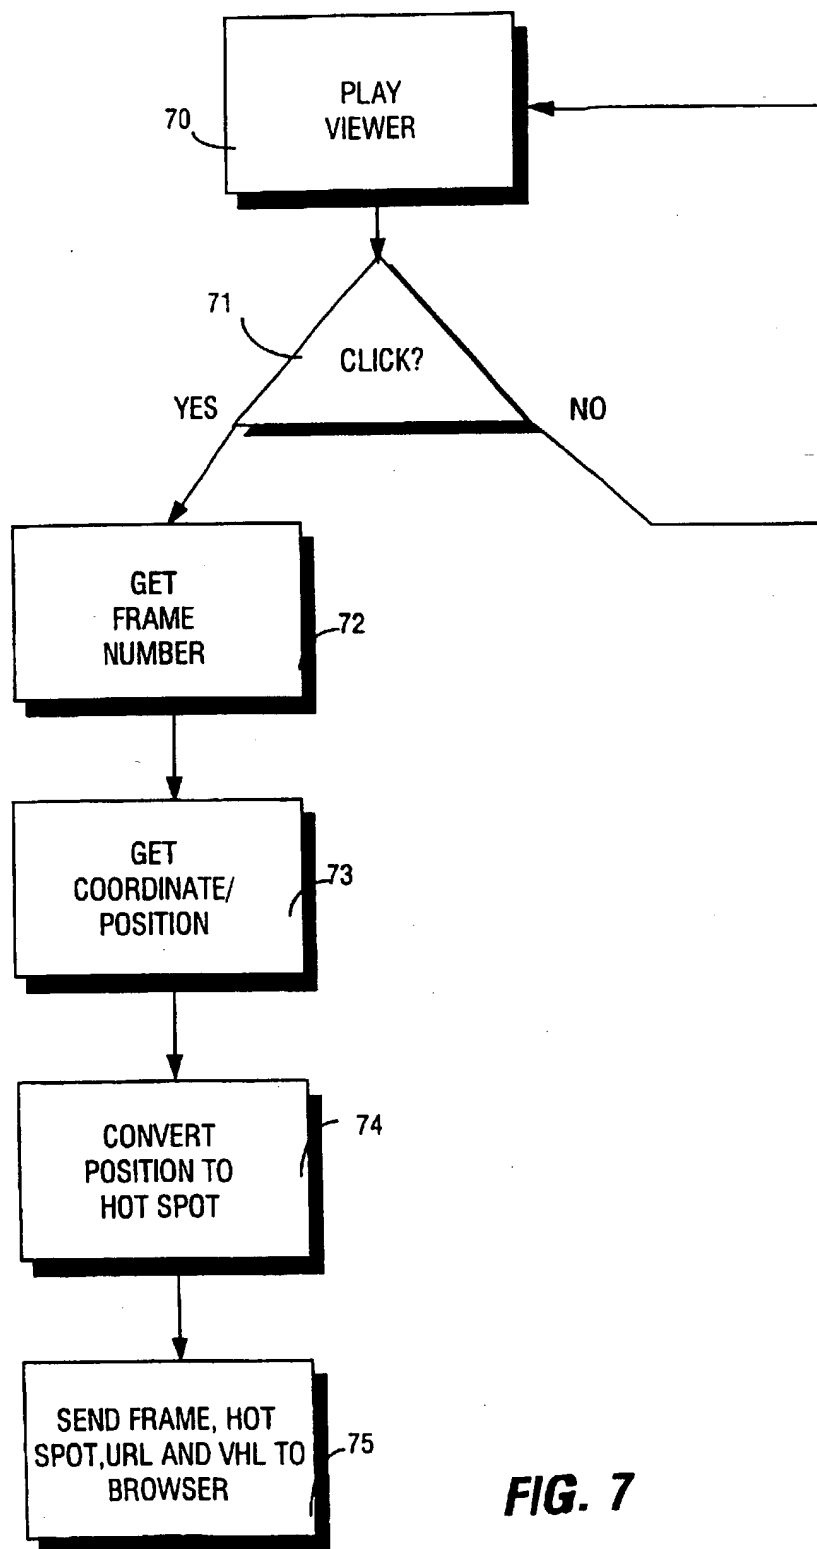 PLAY
VIEWER
70
71
CLICK?
YES
NO
GET
FRAME
NUMBER
72
GET
COORDINATE/
POSITION
73
CONVERT
POSITION TO
HOT SPOT
74
SEND FRAME, HOT
SPOT,URL AND VHL TO
BROWSER
75
FIG. 7